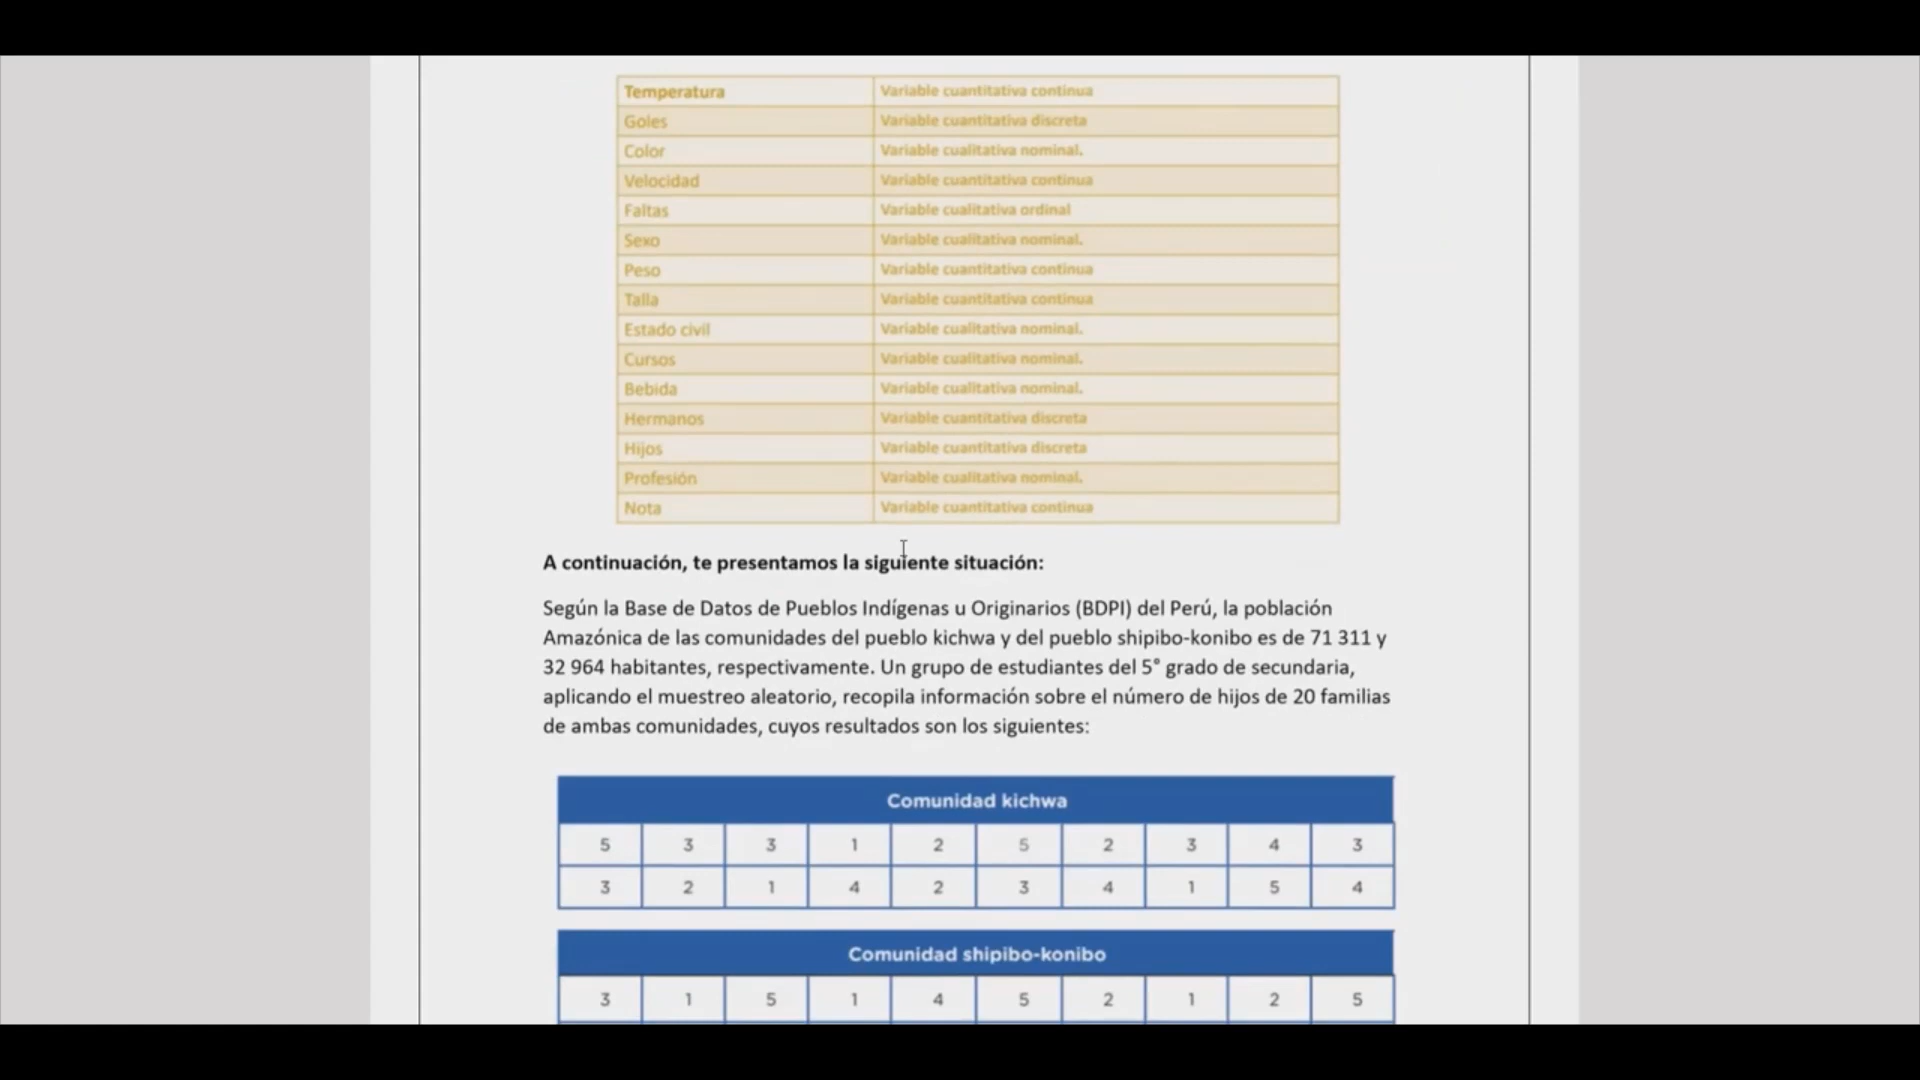 Temperatura Variable cuantitativa continua
Goles Variable cuantitativa discreta
Color Variable cualitativa nominal.
Velocidad Variable cuantitativa continua
Faltas Variable cualitativa ordinal
Sexo Variable cualitativa nominal.
Peso Variable cuantitativa continua
Talla Variable cuantitativa continua
Estado civil Variable cualitativa nominal.
Cursos Variable cualitativa nominal.
Bebida Variable cualitativa nominal.
Hermanos Variable cuantitativa discreta
Hijos Variable cuantitativa discreta
Profesión Variable cualitativa nominal.
Nota Variable cuantitativa continua
A continuación, te presentamos la siguiente situación:
Según la Base de Datos de Pueblos Indígenas u Originarios (BDPI) del Perú, la población
Amazónica de las comunidades del pueblo kichwa y del pueblo shipibo-konibo es de 71 311 y
32 964 habitantes, respectivamente. Un grupo de estudiantes del 5° grado de secundaria,
aplicando el muestreo aleatorio, recopila información sobre el número de hijos de 20 familias
de ambas comunidades, cuyos resultados son los siguientes:
Comunidad kichwa
5 3 3 1 2 5 2 3 4 3
3 2 1 4 2 3 4 1 5 4
Comunidad shipibo-konibo
3 1 5 1 4 5 2 1 2 5